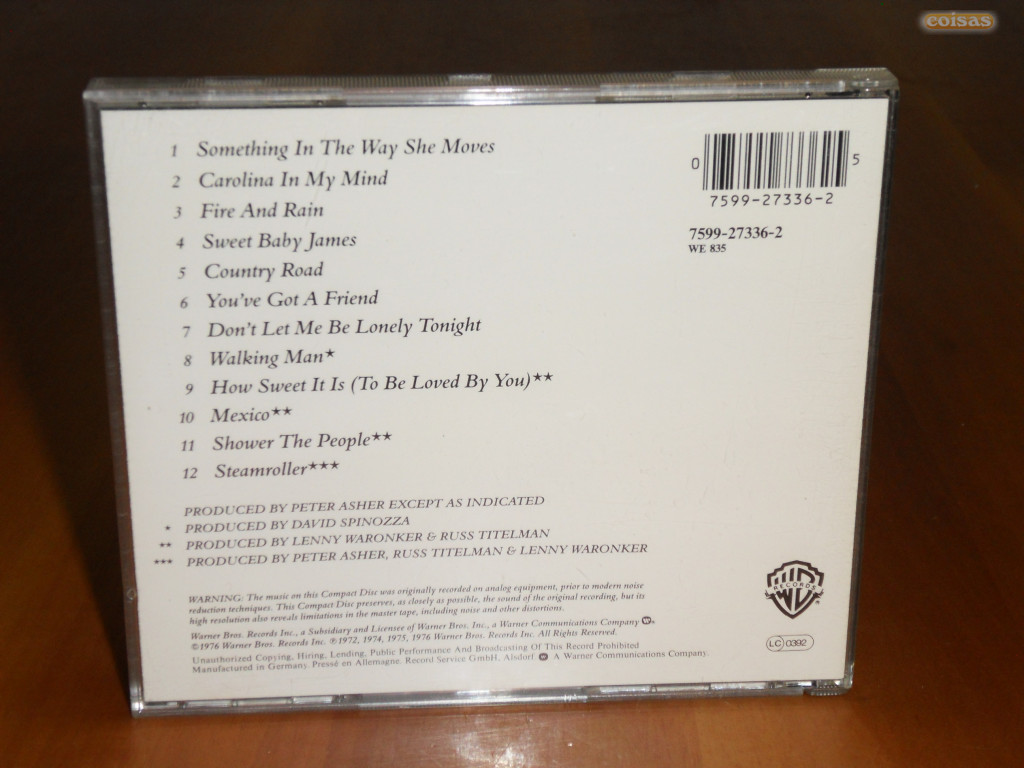 coisas
1 Something In The Way She Moves
2 Carolina In My Mind
3 Fire And Rain
4 Sweet Baby James
5 Country Road
6 You've Got A Friend
7 Don't Let Me Be Lonely Tonight
8 Walking Man★
9 How Sweet It Is (To Be Loved By You)★★
10 Mexico★★
11 Shower The People★★
12 Steamroller★★★
0 5
7599-27336-2
7599-27336-2
WE 835
PRODUCED BY PETER ASHER EXCEPT AS INDICATED
★ PRODUCED BY DAVID SPINOZZA
★★ PRODUCED BY LENNY WARONKER & RUSS TITELMAN
★★★ PRODUCED BY PETER ASHER, RUSS TITELMAN & LENNY WARONKER
WARNING: The music on this Compact Disc was originally recorded on analog equipment, prior to modern noise
reduction techniques. This Compact Disc preserves, as closely as possible, the sound of the original recording, but its
high resolution also reveals limitations in the master tape, including noise and other distortions.
Warner Bros. Records Inc., a Subsidiary and Licensee of Warner Bros. Inc., a Warner Communications Company
©1976 Warner Bros. Records Inc. ℗1972, 1974, 1975, 1976 Warner Bros. Records Inc. All Rights Reserved.
Unauthorized Copying, Hiring, Lending, Public Performance And Broadcasting Of This Record Prohibited
Manufactured in Germany. Pressé en Allemagne. Record Service GmbH, Alsdorf A Warner Communications Company.
WB
RECORDS
®
LC 0392